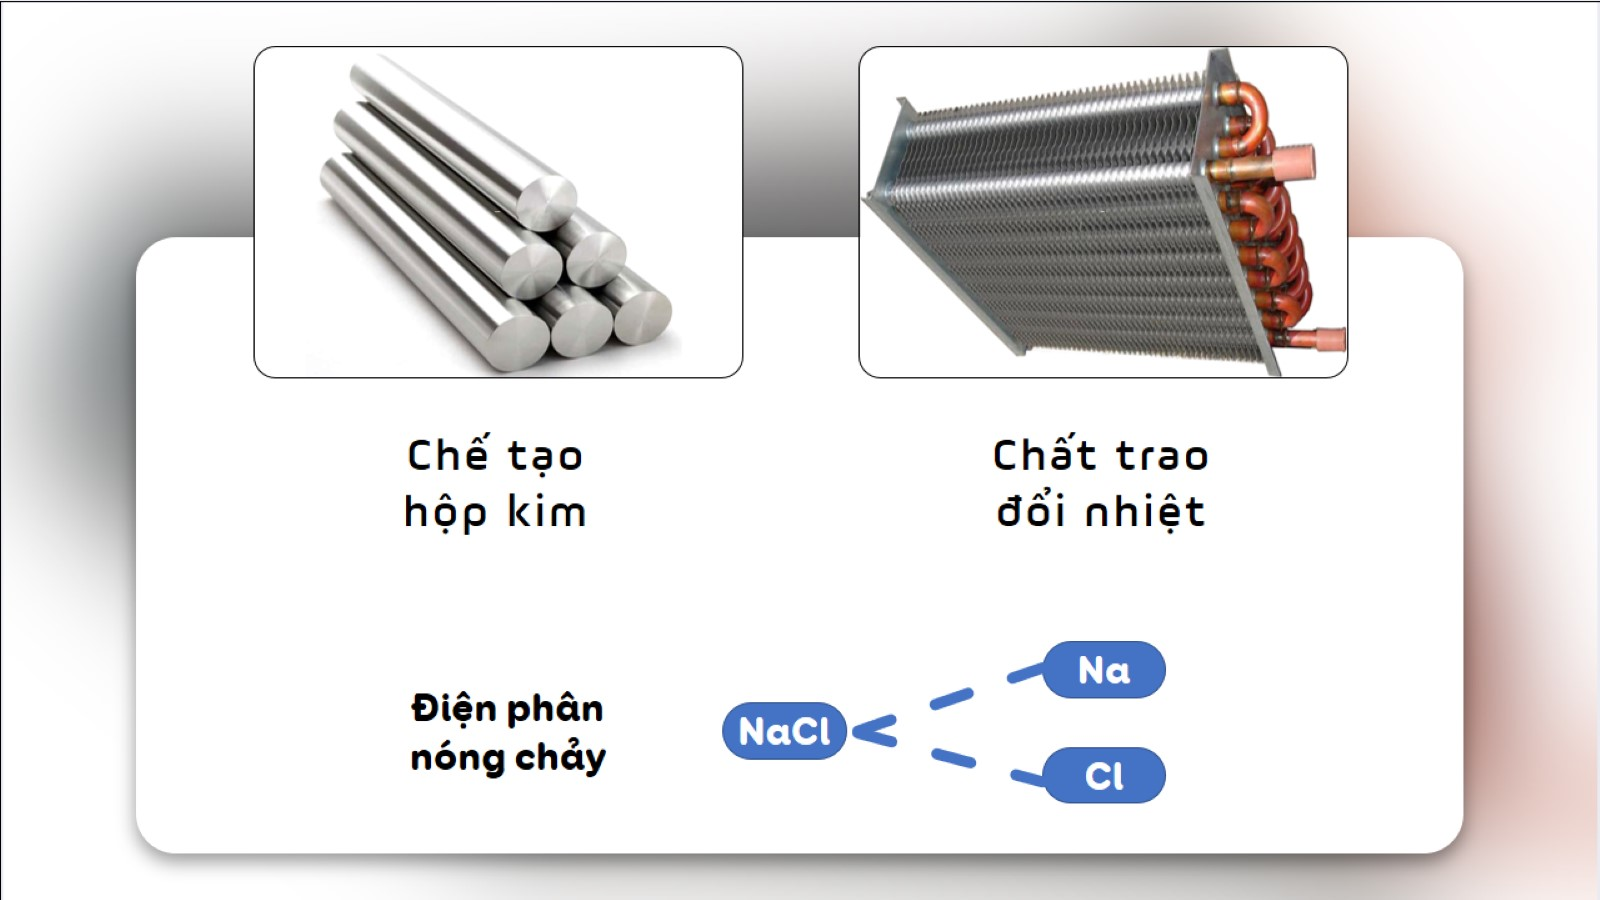 Chế tạo
hộp kim
Chất trao
đổi nhiệt
Điện phân
nóng chảy
NaCl
Na
Cl